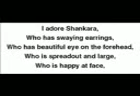 I adore Shankara,
Who has swaying earrings,
Who has beautiful eye on the forehead,
Who is spreadout and large,
Who is happy at face,